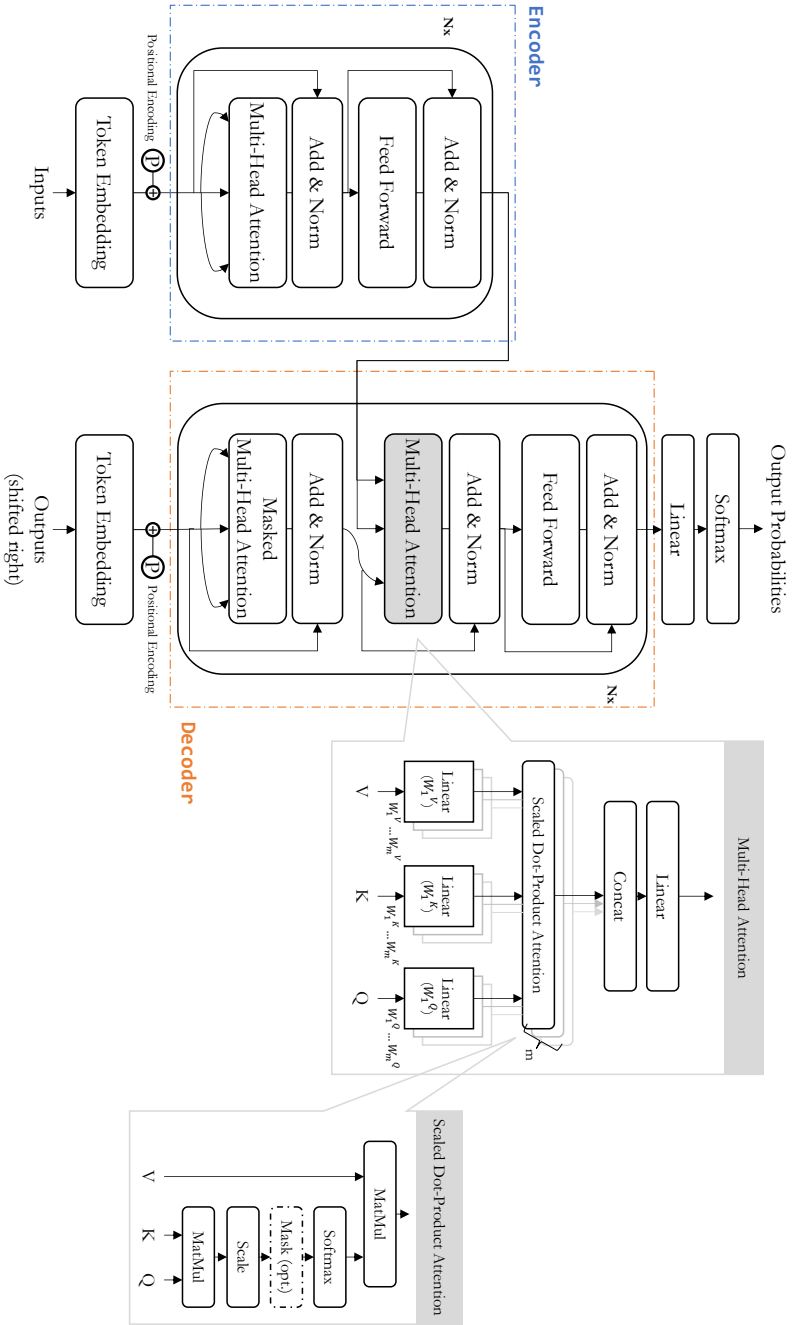 Encoder
Nx
Add & Norm
Feed Forward
Add & Norm
Multi-Head Attention
Positional Encoding
P
+
Token Embedding
Inputs
Output Probabilities
Softmax
Linear
Nx
Add & Norm
Feed Forward
Add & Norm
Multi-Head Attention
Add & Norm
Masked
Multi-Head Attention
+
P
Positional Encoding
Token Embedding
Outputs
(shifted right)
Decoder
Multi-Head Attention
Linear
Concat
Scaled Dot-Product Attention
m
Linear
(W₁ⱽ)
W₁ⱽ ...Wₘⱽ
V
Linear
(W₁ᴷ)
W₁ᴷ ...Wₘᴷ
K
Linear
(W₁^Q)
W₁^Q ...Wₘ^Q
Q
Scaled Dot-Product Attention
MatMul
Softmax
Mask (opt.)
Scale
MatMul
V
K
Q